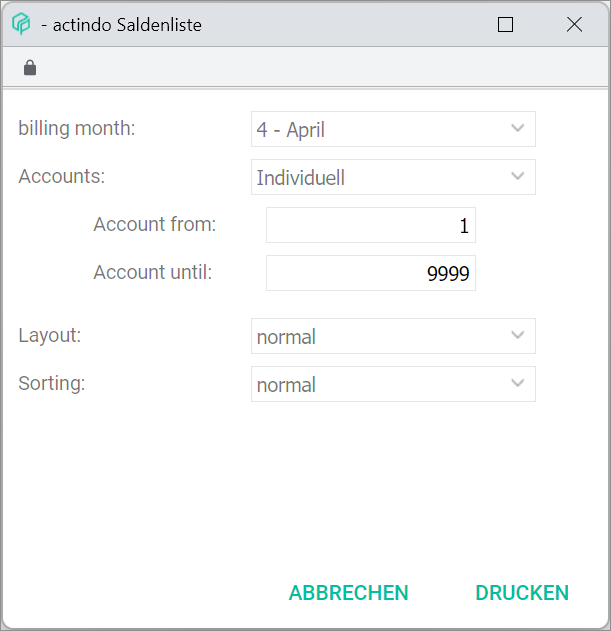 - actindo Saldenliste
billing month: 4 - April
Accounts: Individuell
Account from: 1
Account until: 9999
Layout: normal
Sorting: normal
ABBRECHEN DRUCKEN